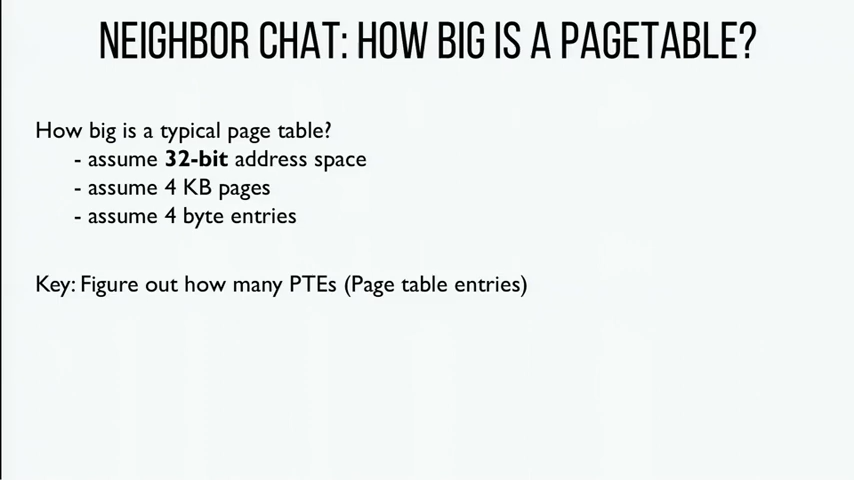 NEIGHBOR CHAT: HOW BIG IS A PAGETABLE?
How big is a typical page table?
- assume 32-bit address space
- assume 4 KB pages
- assume 4 byte entries
Key: Figure out how many PTEs (Page table entries)